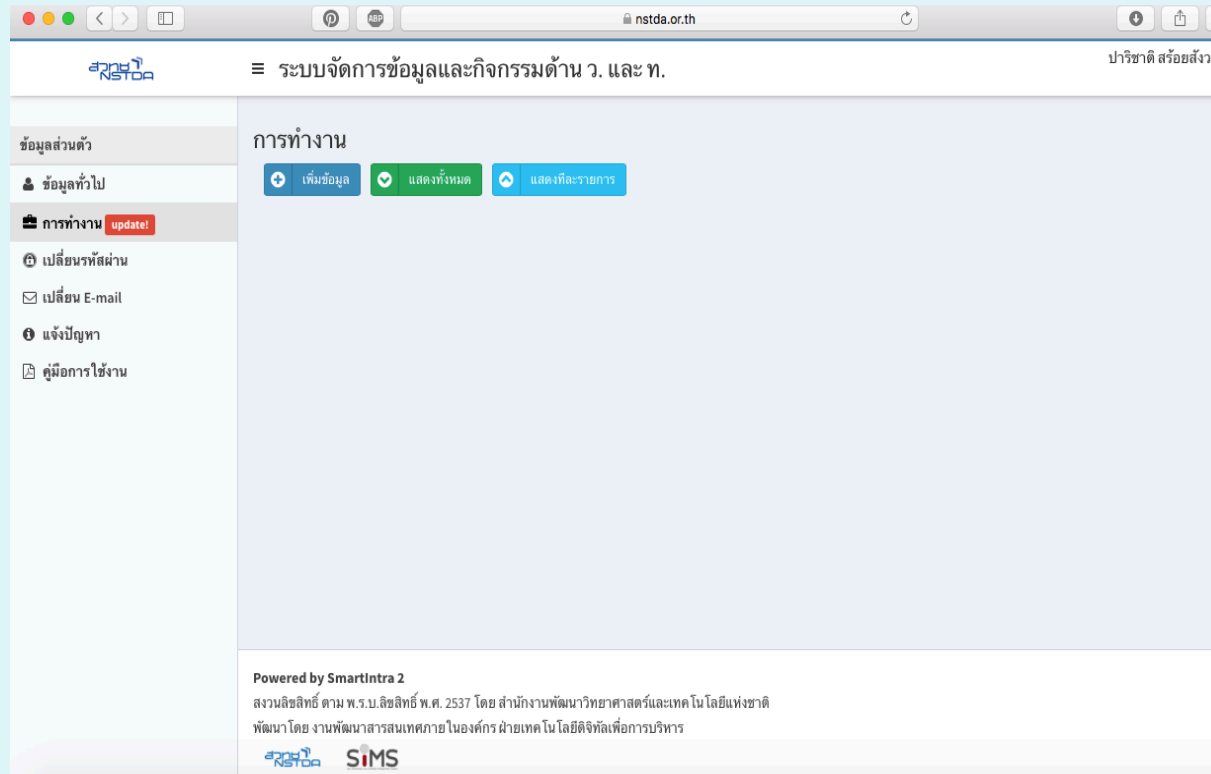 ABP
nstda.or.th
สวทช
NSTDA
ระบบจัดการข้อมูลและกิจกรรมด้าน ว. และ ท.
ปาริชาติ สร้อยสังว
ข้อมูลส่วนตัว
ข้อมูลทั่วไป
การทำงาน update!
เปลี่ยนรหัสผ่าน
เปลี่ยน E-mail
แจ้งปัญหา
คู่มือการใช้งาน
การทำงาน
เพิ่มข้อมูล
แสดงทั้งหมด
แสดงทีละรายการ
Powered by SmartIntra 2
สงวนลิขสิทธิ์ ตาม พ.ร.บ.ลิขสิทธิ์ พ.ศ. 2537 โดย สำนักงานพัฒนาวิทยาศาสตร์และเทคโนโลยีแห่งชาติ
พัฒนาโดย งานพัฒนาสารสนเทศภายในองค์กร ฝ่ายเทคโนโลยีดิจิทัลเพื่อการบริหาร
สวทช
NSTDA
SiMS